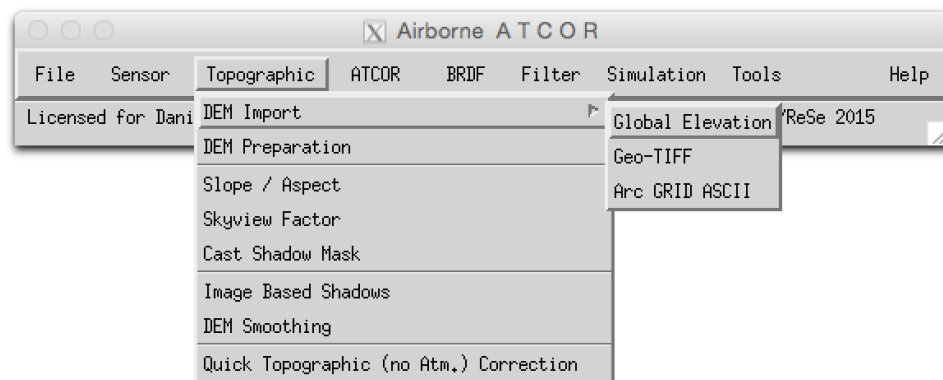 Airborne A T C O R
File Sensor Topographic ATCOR BRDF Filter Simulation Tools Help
Licensed for Dani /ReSe 2015
DEM Import
DEM Preparation
Slope / Aspect
Skyview Factor
Cast Shadow Mask
Image Based Shadows
DEM Smoothing
Quick Topographic (no Atm.) Correction
Global Elevation
Geo-TIFF
Arc GRID ASCII